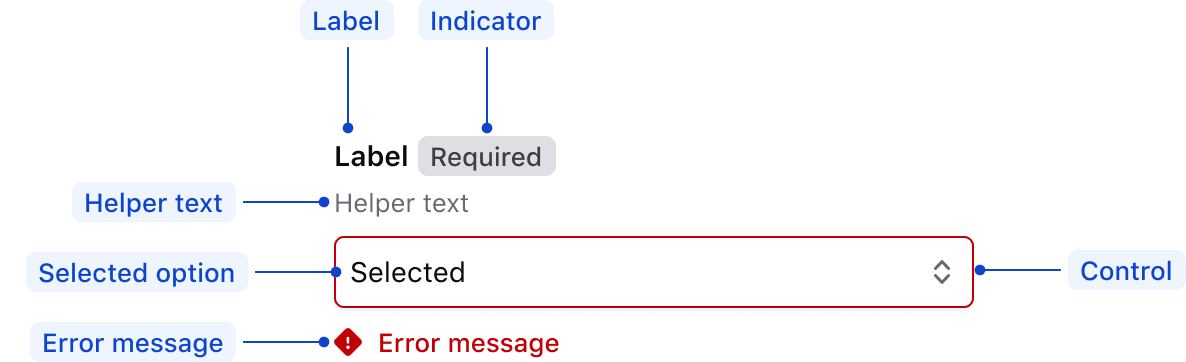 Label Indicator
Label Required
Helper text Helper text
Selected option Selected Control
Error message Error message